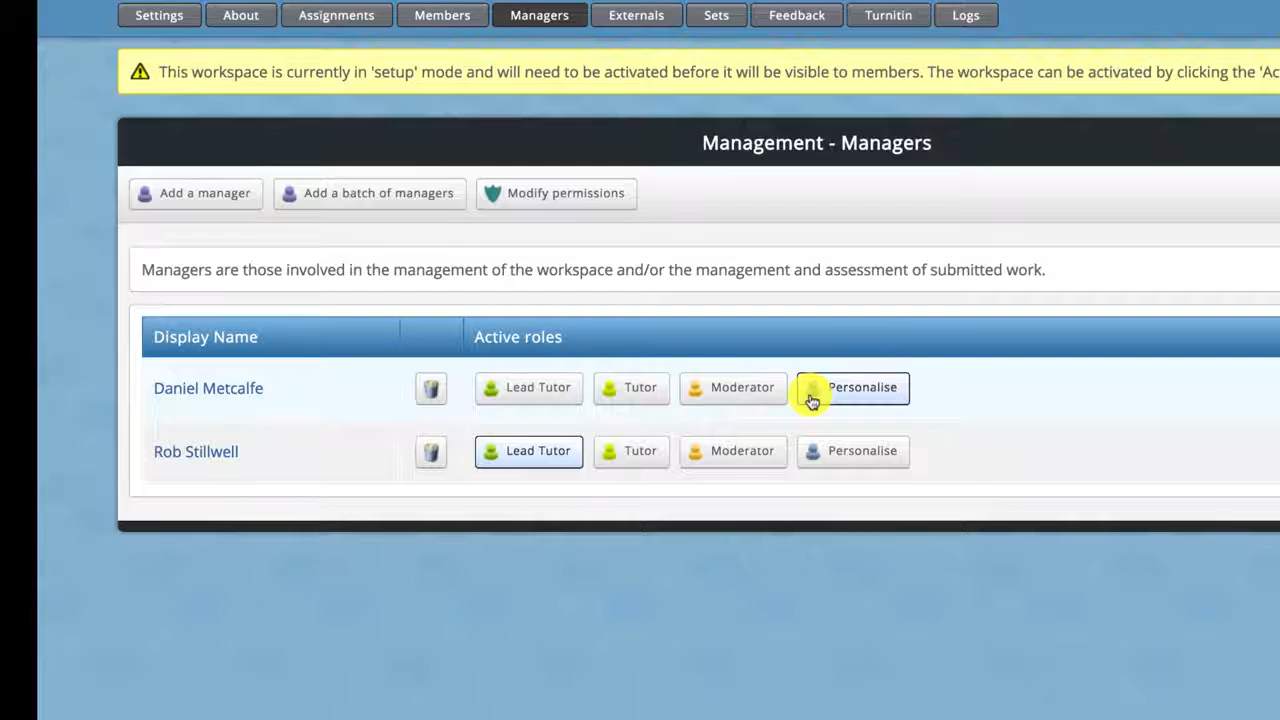 Settings About Assignments Members Managers Externals Sets Feedback Turnitin Logs
This workspace is currently in 'setup' mode and will need to be activated before it will be visible to members. The workspace can be activated by clicking the
Management - Managers
Add a manager Add a batch of managers Modify permissions
Managers are those involved in the management of the workspace and/or the management and assessment of submitted work.
Display Name Active roles
Daniel Metcalfe Lead Tutor Tutor Moderator Personalise
Rob Stillwell Lead Tutor Tutor Moderator Personalise